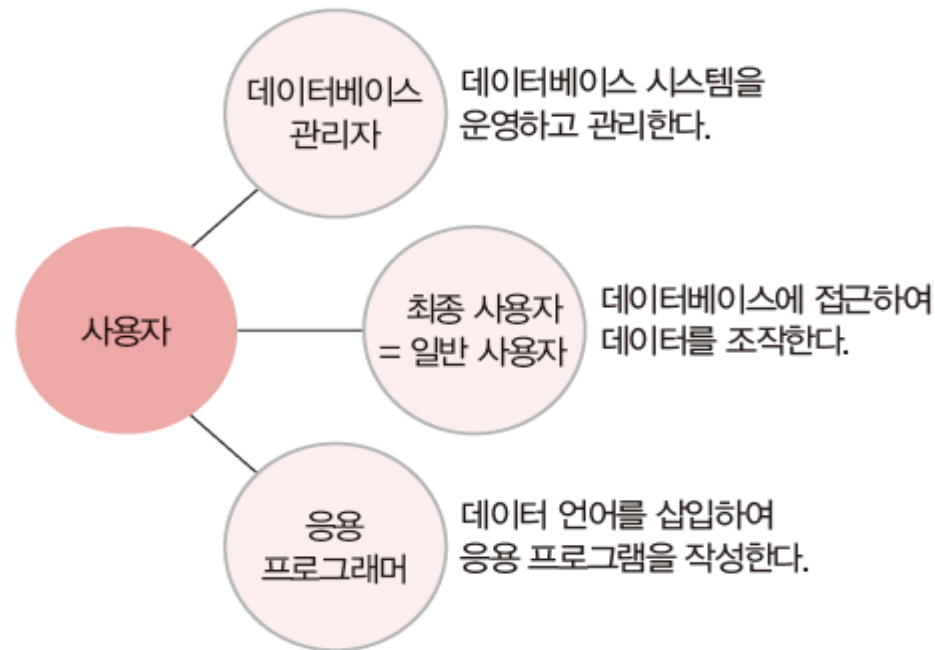 데이터베이스
관리자
데이터베이스 시스템을
운영하고 관리한다.
사용자
최종 사용자
= 일반 사용자
데이터베이스에 접근하여
데이터를 조작한다.
응용
프로그래머
데이터 언어를 삽입하여
응용 프로그램을 작성한다.